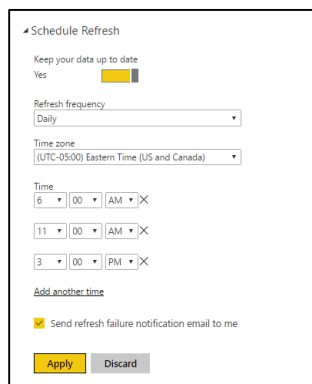 Schedule Refresh
Keep your data up to date
Yes
Refresh frequency
Daily
Time zone
(UTC-05:00) Eastern Time (US and Canada)
Time
6 00 AM
11 00 AM
3 00 PM
Add another time
Send refresh failure notification email to me
Apply Discard